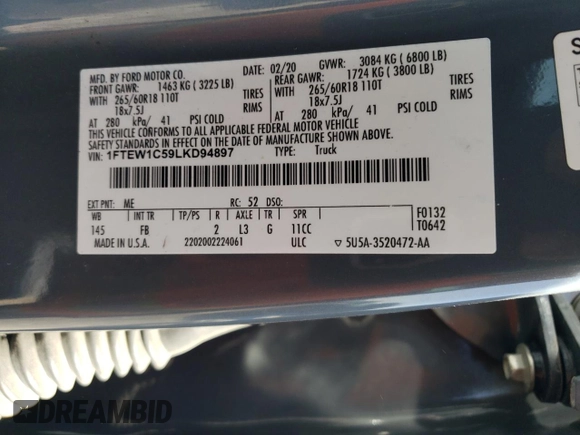 MFD. BY FORD MOTOR CO.
02/20 GVWR: 3084 KG (6800 LB)
FRONT GAWR: 1463 KG (3225 LB)
REAR GAWR: 1724 KG (3800 LB)
WITH 265/60R18 110T TIRES
WITH 265/60R18 110T TIRES
18x7.5J RIMS
18x7.5J RIMS
AT 280 kPa/ 41 PSI COLD
AT 280 kPa/ 41 PSI COLD
THIS VEHICLE CONFORMS TO ALL APPLICABLE FEDERAL MOTOR VEHICLE
SAFETY STANDARDS IN EFFECT ON THE DATE OF MANUFACTURE SHOWN ABOVE.
VIN: 1FTEW1C59LKD94897 TYPE: Truck
EXT PNT: ME RC: 52 DSO:
WB INT TR TP/PS R AXLE TR SPR
145 FB 2 L3 G 11CC
F0132
T0642
MADE IN U.S.A. 2202002224061 ULC ▽ 5U5A-3520472-AA
DREAMBID